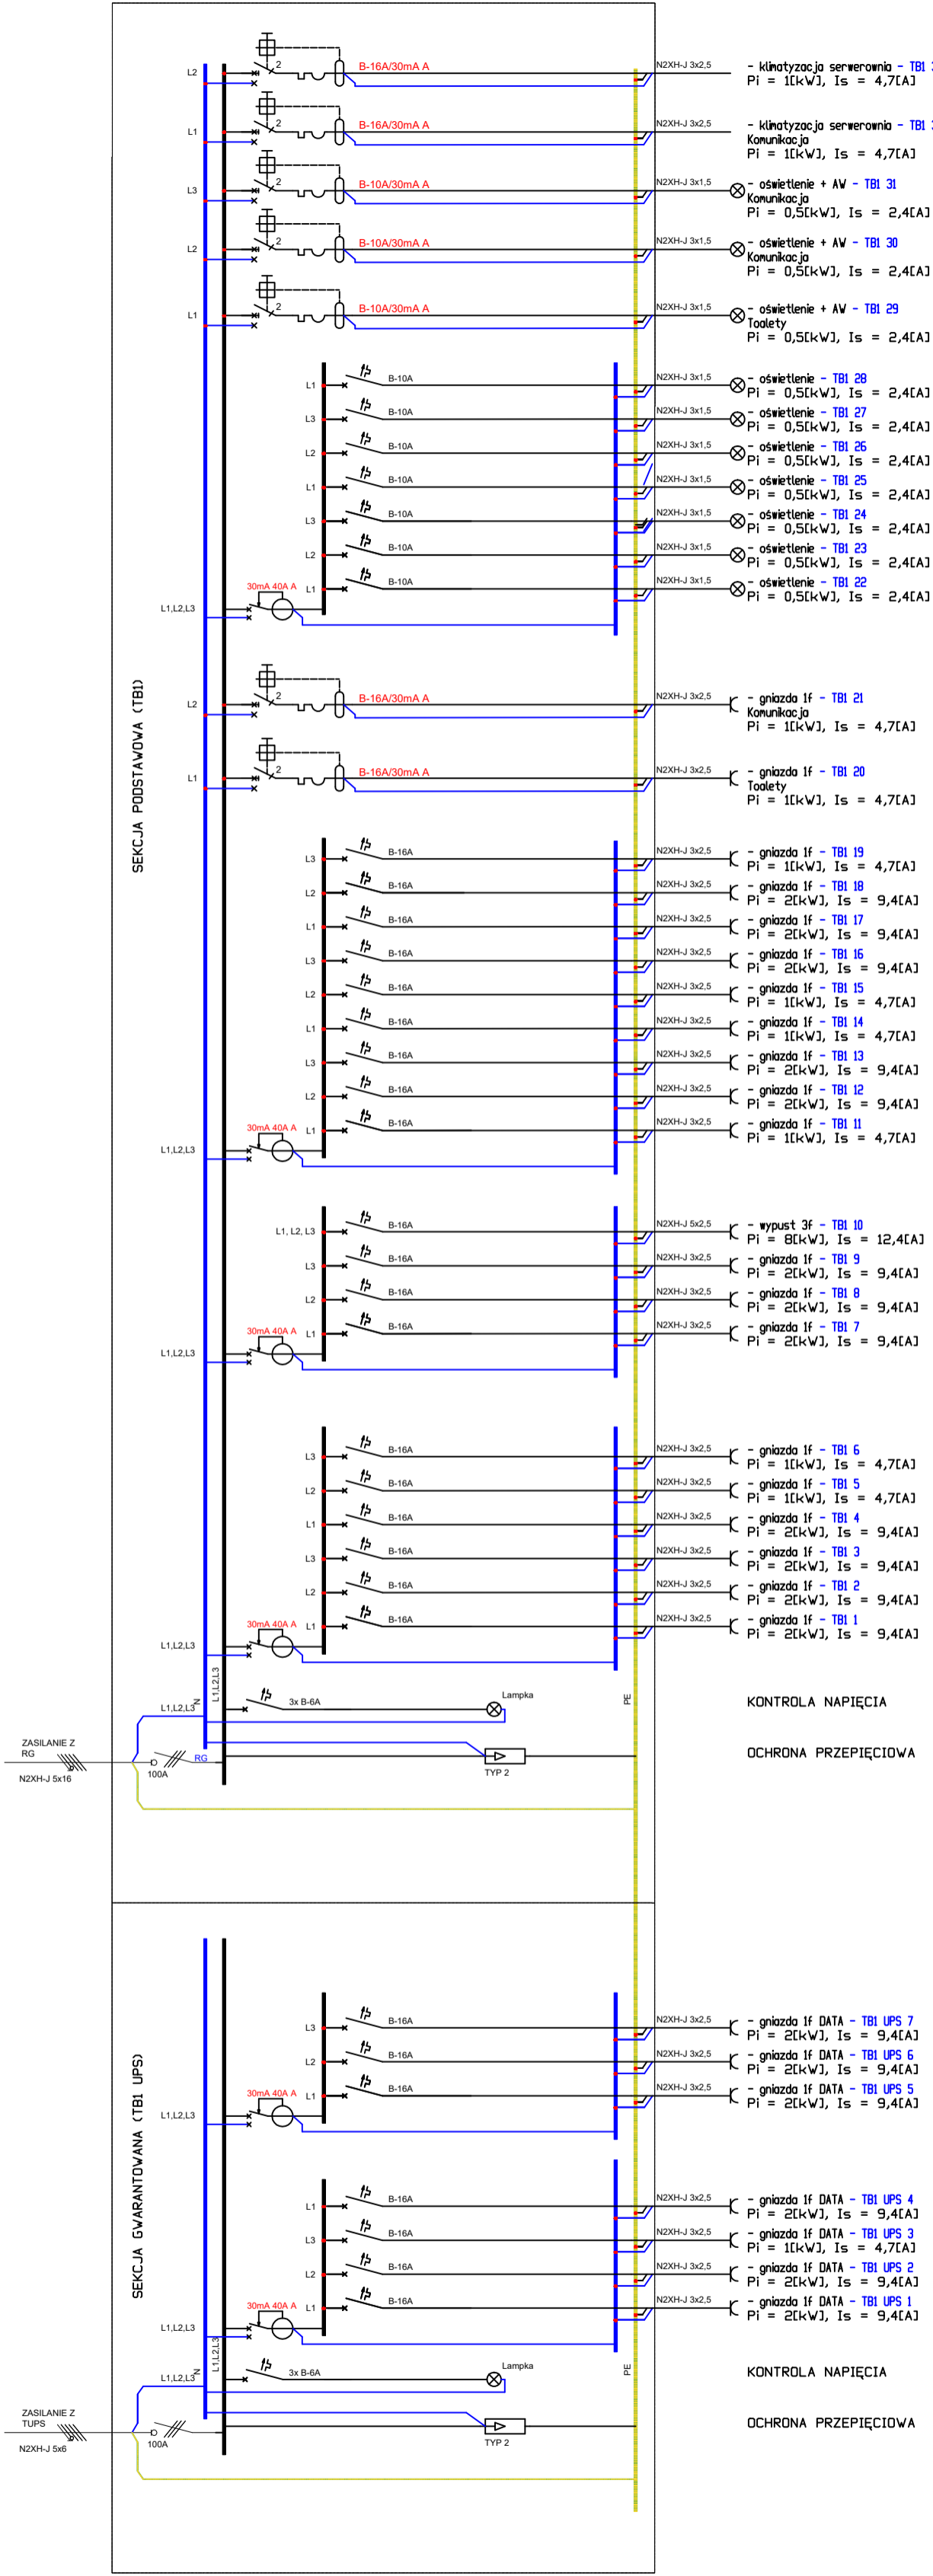 L2
2
B-16A/30mA A
N2XH-J 3x2,5
- klimatyzacja serwerownia - TB1
Pi = 1[kW], Is = 4,7[A]
L1
2
B-16A/30mA A
N2XH-J 3x2,5
- klimatyzacja serwerownia - TB1
Komunikacja
Pi = 1[kW], Is = 4,7[A]
L3
2
B-10A/30mA A
N2XH-J 3x1,5
- oświetlenie + AW - TB1 31
Komunikacja
Pi = 0,5[kW], Is = 2,4[A]
L2
2
B-10A/30mA A
N2XH-J 3x1,5
- oświetlenie + AW - TB1 30
Komunikacja
Pi = 0,5[kW], Is = 2,4[A]
L1
2
B-10A/30mA A
N2XH-J 3x1,5
- oświetlenie + AW - TB1 29
Toalety
Pi = 0,5[kW], Is = 2,4[A]
L1
B-10A
N2XH-J 3x1,5
- oświetlenie - TB1 28
Pi = 0,5[kW], Is = 2,4[A]
L3
B-10A
N2XH-J 3x1,5
- oświetlenie - TB1 27
Pi = 0,5[kW], Is = 2,4[A]
L2
B-10A
N2XH-J 3x1,5
- oświetlenie - TB1 26
Pi = 0,5[kW], Is = 2,4[A]
L1
B-10A
N2XH-J 3x1,5
- oświetlenie - TB1 25
Pi = 0,5[kW], Is = 2,4[A]
L3
B-10A
N2XH-J 3x1,5
- oświetlenie - TB1 24
Pi = 0,5[kW], Is = 2,4[A]
L2
B-10A
N2XH-J 3x1,5
- oświetlenie - TB1 23
Pi = 0,5[kW], Is = 2,4[A]
L1
B-10A
N2XH-J 3x1,5
- oświetlenie - TB1 22
Pi = 0,5[kW], Is = 2,4[A]
30mA 40A A
L1,L2,L3
SEKCJA PODSTAWOWA (TB1)
L2
2
B-16A/30mA A
N2XH-J 3x2,5
- gniazda 1f - TB1 21
Komunikacja
Pi = 1[kW], Is = 4,7[A]
L1
2
B-16A/30mA A
N2XH-J 3x2,5
- gniazda 1f - TB1 20
Toalety
Pi = 1[kW], Is = 4,7[A]
L3
B-16A
N2XH-J 3x2,5
- gniazda 1f - TB1 19
Pi = 1[kW], Is = 4,7[A]
L2
B-16A
N2XH-J 3x2,5
- gniazda 1f - TB1 18
Pi = 2[kW], Is = 9,4[A]
L1
B-16A
N2XH-J 3x2,5
- gniazda 1f - TB1 17
Pi = 2[kW], Is = 9,4[A]
L3
B-16A
N2XH-J 3x2,5
- gniazda 1f - TB1 16
Pi = 2[kW], Is = 9,4[A]
L2
B-16A
N2XH-J 3x2,5
- gniazda 1f - TB1 15
Pi = 1[kW], Is = 4,7[A]
L1
B-16A
N2XH-J 3x2,5
- gniazda 1f - TB1 14
Pi = 1[kW], Is = 4,7[A]
L3
B-16A
N2XH-J 3x2,5
- gniazda 1f - TB1 13
Pi = 2[kW], Is = 9,4[A]
L2
B-16A
N2XH-J 3x2,5
- gniazda 1f - TB1 12
Pi = 2[kW], Is = 9,4[A]
L1
B-16A
N2XH-J 3x2,5
- gniazda 1f - TB1 11
Pi = 1[kW], Is = 4,7[A]
30mA 40A A
L1,L2,L3
L1, L2, L3
B-16A
N2XH-J 5x2,5
- wypust 3f - TB1 10
Pi = 8[kW], Is = 12,4[A]
L3
B-16A
N2XH-J 3x2,5
- gniazda 1f - TB1 9
Pi = 2[kW], Is = 9,4[A]
L2
B-16A
N2XH-J 3x2,5
- gniazda 1f - TB1 8
Pi = 2[kW], Is = 9,4[A]
L1
B-16A
N2XH-J 3x2,5
- gniazda 1f - TB1 7
Pi = 2[kW], Is = 9,4[A]
30mA 40A A
L1,L2,L3
L3
B-16A
N2XH-J 3x2,5
- gniazda 1f - TB1 6
Pi = 1[kW], Is = 4,7[A]
L2
B-16A
N2XH-J 3x2,5
- gniazda 1f - TB1 5
Pi = 1[kW], Is = 4,7[A]
L1
B-16A
N2XH-J 3x2,5
- gniazda 1f - TB1 4
Pi = 2[kW], Is = 9,4[A]
L3
B-16A
N2XH-J 3x2,5
- gniazda 1f - TB1 3
Pi = 2[kW], Is = 9,4[A]
L2
B-16A
N2XH-J 3x2,5
- gniazda 1f - TB1 2
Pi = 2[kW], Is = 9,4[A]
L1
B-16A
N2XH-J 3x2,5
- gniazda 1f - TB1 1
Pi = 2[kW], Is = 9,4[A]
30mA 40A A
L1,L2,L3
L1,L2,L3
N
L1,L2,L3
3x B-6A
Lampka
PE
KONTROLA NAPIĘCIA
ZASILANIE Z
RG
N2XH-J 5x16
100A
RG
TYP 2
OCHRONA PRZEPIĘCIOWA
SEKCJA GWARANTOWANA (TB1 UPS)
L3
B-16A
N2XH-J 3x2,5
- gniazda 1f DATA - TB1 UPS 7
Pi = 2[kW], Is = 9,4[A]
L2
B-16A
N2XH-J 3x2,5
- gniazda 1f DATA - TB1 UPS 6
Pi = 2[kW], Is = 9,4[A]
L1
B-16A
N2XH-J 3x2,5
- gniazda 1f DATA - TB1 UPS 5
Pi = 2[kW], Is = 9,4[A]
30mA 40A A
L1,L2,L3
L1
B-16A
N2XH-J 3x2,5
- gniazda 1f DATA - TB1 UPS 4
Pi = 2[kW], Is = 9,4[A]
L3
B-16A
N2XH-J 3x2,5
- gniazda 1f DATA - TB1 UPS 3
Pi = 1[kW], Is = 4,7[A]
L2
B-16A
N2XH-J 3x2,5
- gniazda 1f DATA - TB1 UPS 2
Pi = 2[kW], Is = 9,4[A]
L1
B-16A
N2XH-J 3x2,5
- gniazda 1f DATA - TB1 UPS 1
Pi = 2[kW], Is = 9,4[A]
30mA 40A A
L1,L2,L3
L1,L2,L3
N
L1,L2,L3
3x B-6A
Lampka
PE
KONTROLA NAPIĘCIA
ZASILANIE Z
TUPS
N2XH-J 5x6
100A
TYP 2
OCHRONA PRZEPIĘCIOWA